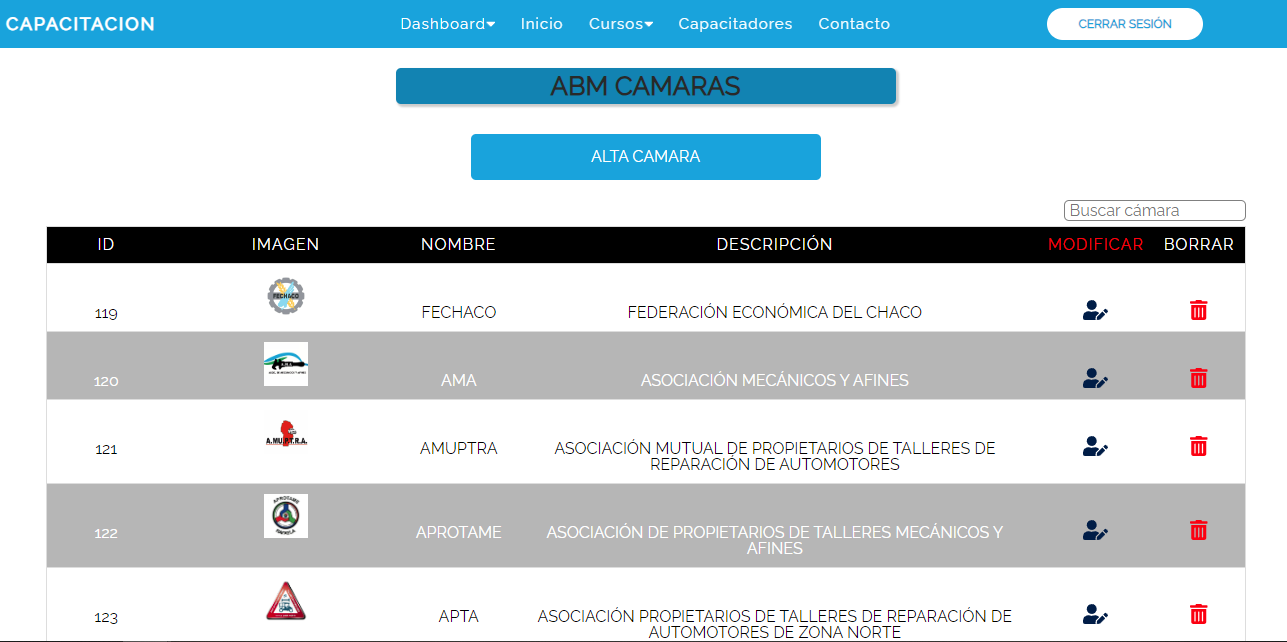 CAPACITACION Dashboard Inicio Cursos Capacitadores Contacto CERRAR SESIÓN
ABM CAMARAS
ALTA CAMARA
Buscar cámara
ID IMAGEN NOMBRE DESCRIPCIÓN MODIFICAR BORRAR
FECHACO
119 FECHACO FEDERACIÓN ECONÓMICA DEL CHACO
120 AMA ASOCIACIÓN MECÁNICOS Y AFINES
A.MU.P.T.R.A.
121 AMUPTRA ASOCIACIÓN MUTUAL DE PROPIETARIOS DE TALLERES DE
REPARACIÓN DE AUTOMOTORES
APROTAME
122 APROTAME ASOCIACIÓN DE PROPIETARIOS DE TALLERES MECÁNICOS Y
AFINES
123 APTA ASOCIACIÓN PROPIETARIOS DE TALLERES DE REPARACIÓN DE
AUTOMOTORES DE ZONA NORTE